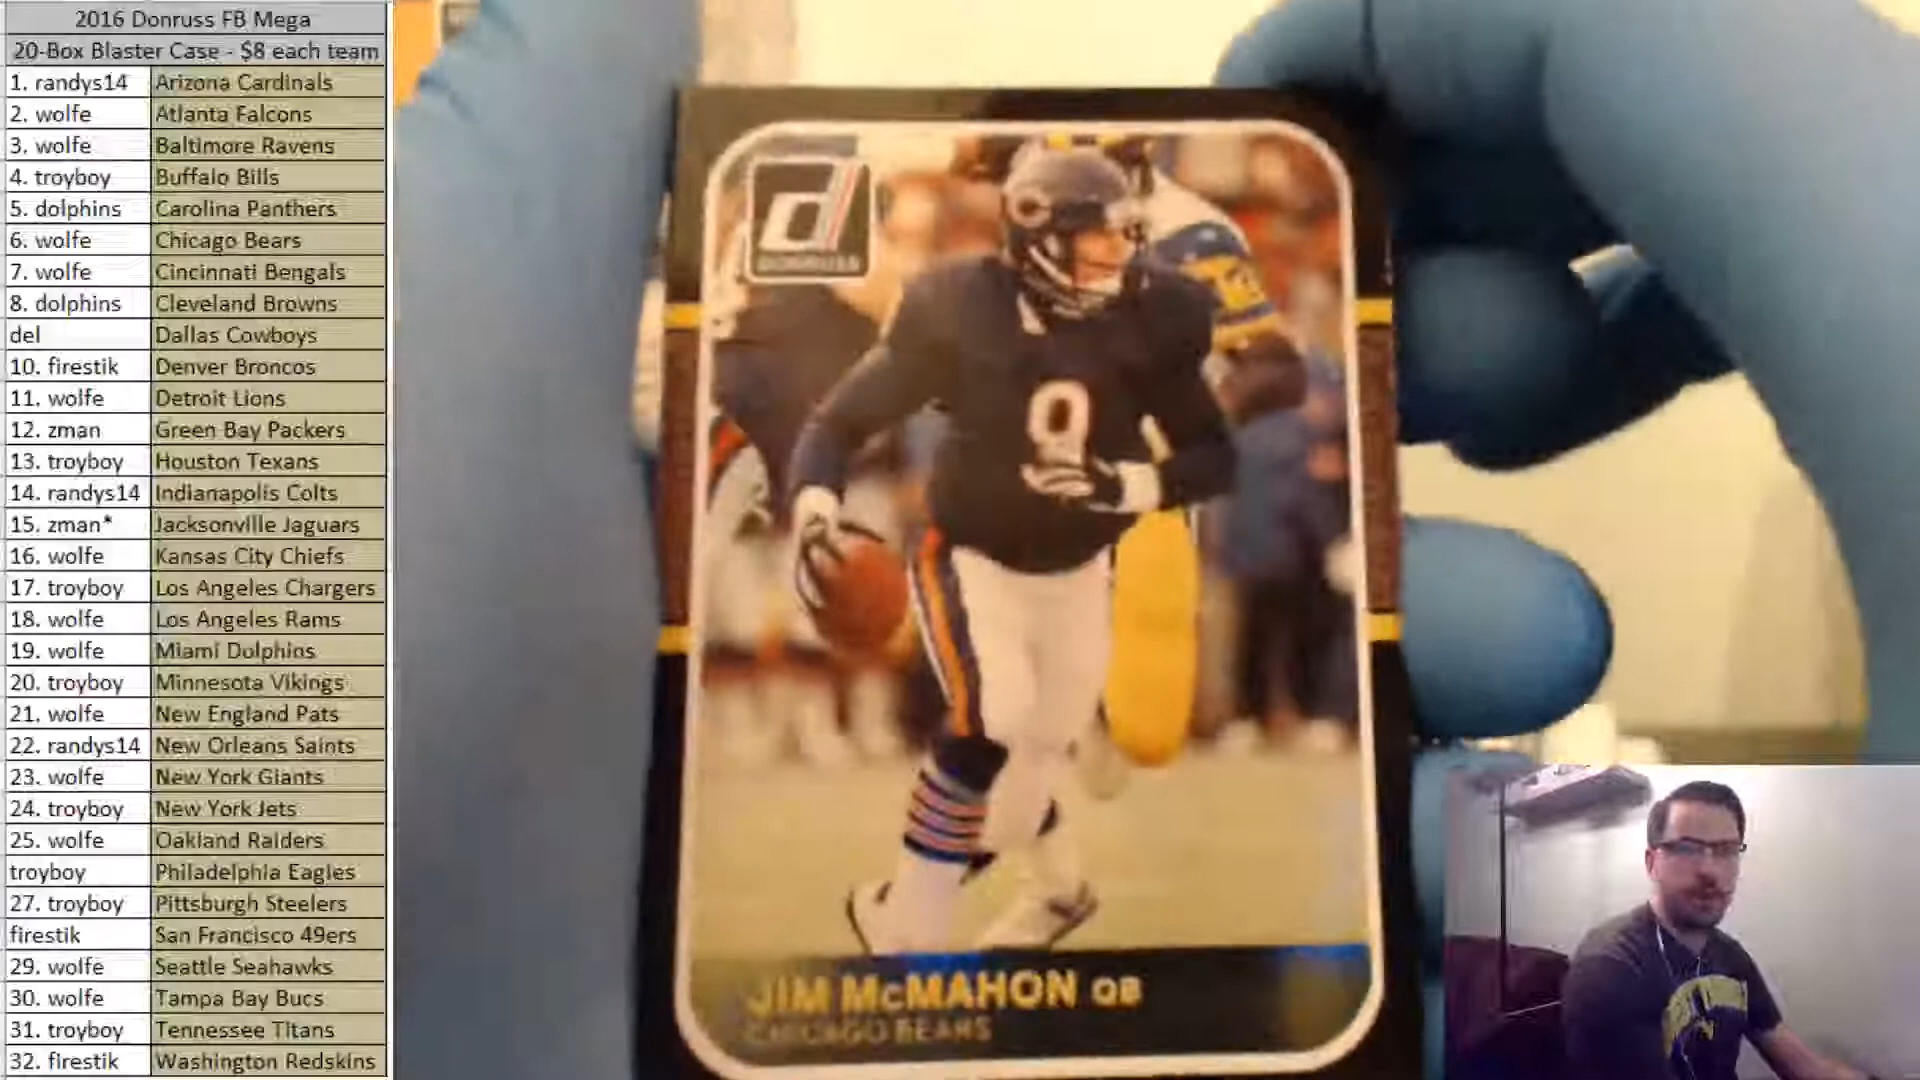 2016 Donruss FB Mega
20-Box Blaster Case - $8 each team
1. randys14 Arizona Cardinals
2. wolfe Atlanta Falcons
3. wolfe Baltimore Ravens
4. troyboy Buffalo Bills
5. dolphins Carolina Panthers
6. wolfe Chicago Bears
7. wolfe Cincinnati Bengals
8. dolphins Cleveland Browns
del Dallas Cowboys
10. firestik Denver Broncos
11. wolfe Detroit Lions
12. zman Green Bay Packers
13. troyboy Houston Texans
14. randys14 Indianapolis Colts
15. zman* Jacksonville Jaguars
16. wolfe Kansas City Chiefs
17. troyboy Los Angeles Chargers
18. wolfe Los Angeles Rams
19. wolfe Miami Dolphins
20. troyboy Minnesota Vikings
21. wolfe New England Pats
22. randys14 New Orleans Saints
23. wolfe New York Giants
24. troyboy New York Jets
25. wolfe Oakland Raiders
troyboy Philadelphia Eagles
27. troyboy Pittsburgh Steelers
firestik San Francisco 49ers
29. wolfe Seattle Seahawks
30. wolfe Tampa Bay Bucs
31. troyboy Tennessee Titans
32. firestik Washington Redskins
d
DONRUSS
9
JIM McMAHON QB
CHICAGO BEARS